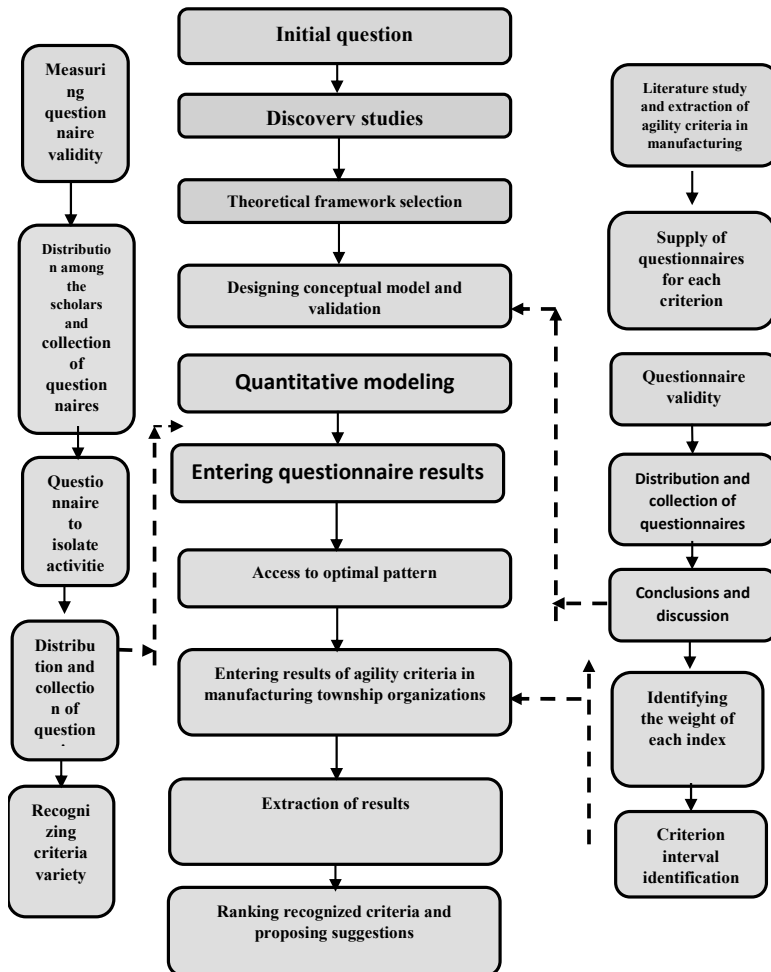 Initial question
Discovery studies
Theoretical framework selection
Designing conceptual model and
validation
Quantitative modeling
Entering questionnaire results
Access to optimal pattern
Entering results of agility criteria in
manufacturing township organizations
Extraction of results
Ranking recognized criteria and
proposing suggestions
Measuri
ng
question
naire
validity
Distributio
n among
the
scholars
and
collection
of
question
naires
Questio
nnaire
to
isolate
activitie
Distribu
tion and
collectio
n of
question
Recogni
zing
criteria
variety
Literature study
and extraction of
agility criteria in
manufacturing
Supply of
questionnaires
for each
criterion
Questionnaire
validity
Distribution and
collection of
questionnaires
Conclusions and
discussion
Identifying
the weight of
each index
Criterion
interval
identification